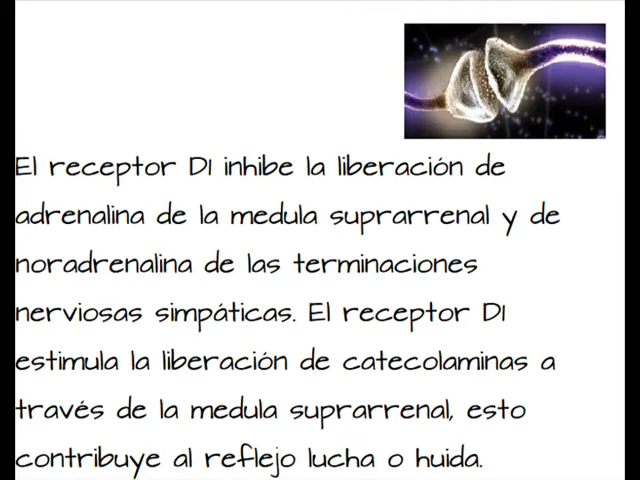 El receptor D1 inhibe la liberación de
adrenalina de la medula suprarrenal y de
noradrenalina de las terminaciones
nerviosas simpáticas. El receptor D1
estimula la liberación de catecolaminas a
través de la medula suprarrenal, esto
contribuye al reflejo lucha o huida.